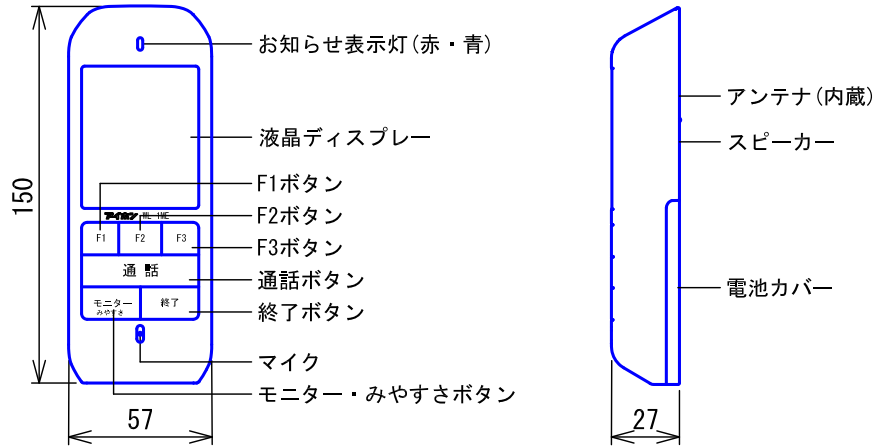 お知らせ表示灯(赤・青)
液晶ディスプレー
F1ボタン
F2ボタン
F3ボタン
通話ボタン
終了ボタン
マイク
モニター・みやすさボタン
アイホン WL-1ME
F1 F2 F3
通 話
モニター
みやすさ
終了
150
57
アンテナ(内蔵)
スピーカー
電池カバー
27